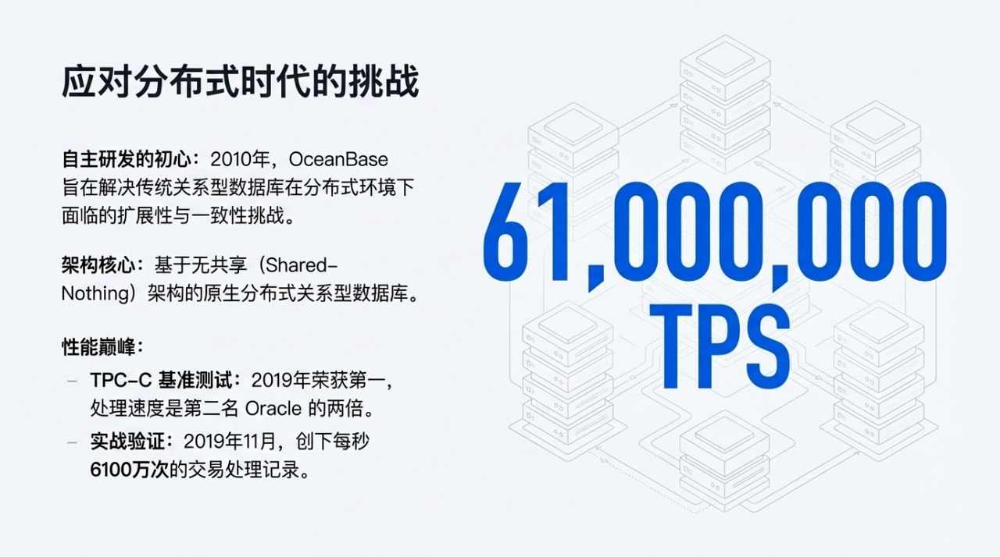 应对分布式时代的挑战
自主研发的初心：2010年，OceanBase
旨在解决传统关系型数据库在分布式环境下
面临的扩展性与一致性挑战。
架构核心：基于无共享（Shared–
Nothing）架构的原生分布式关系型数据库。
性能巅峰：
– TPC–C 基准测试：2019年荣获第一，
处理速度是第二名 Oracle 的两倍。
– 实战验证：2019年11月，创下每秒
6100万次的交易处理记录。
61,000,000
TPS